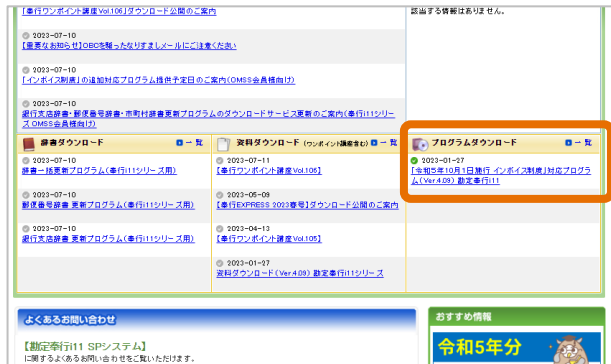 【奉行ワンポイント講座Vol.106】ダウンロード公開のご案内
該当する情報はありません。
2023-07-10
【重要なお知らせ】OBCを騙ったなりすましメールにご注意ください
2023-07-10
「インボイス制度」の追加対応プログラム提供予定日のご案内(OMSS会員様向け)
2023-07-10
銀行支店辞書・郵便番号辞書・市町村辞書更新プログラムのダウンロードサービス更新のご案内(奉行i11シリー
ズ OMSS会員様向け)
辞書ダウンロード
一覧
2023-07-10
辞書一括更新プログラム(奉行i11シリーズ用)
2023-07-10
郵便番号辞書 更新プログラム(奉行i11シリーズ用)
2023-07-10
銀行支店辞書 更新プログラム(奉行i11シリーズ用)
資料ダウンロード (ワンポイント講座含む)
一覧
2023-07-11
【奉行ワンポイント講座Vol.106】
2023-05-09
【奉行EXPRESS 2023春号】ダウンロード公開のご案内
2023-04-13
【奉行ワンポイント講座Vol.105】
2023-01-27
資料ダウンロード(Ver.4.09) 勘定奉行i11シリーズ
プログラムダウンロード
一覧
2023-01-27
「令和5年10月1日施行 インボイス制度」対応プログラ
ム(Ver.4.09) 勘定奉行i11
よくあるお問い合わせ
【勘定奉行i11 SPシステム】
に関するよくあるお問い合わせをご覧いただけます。
おすすめ情報
令和5年分